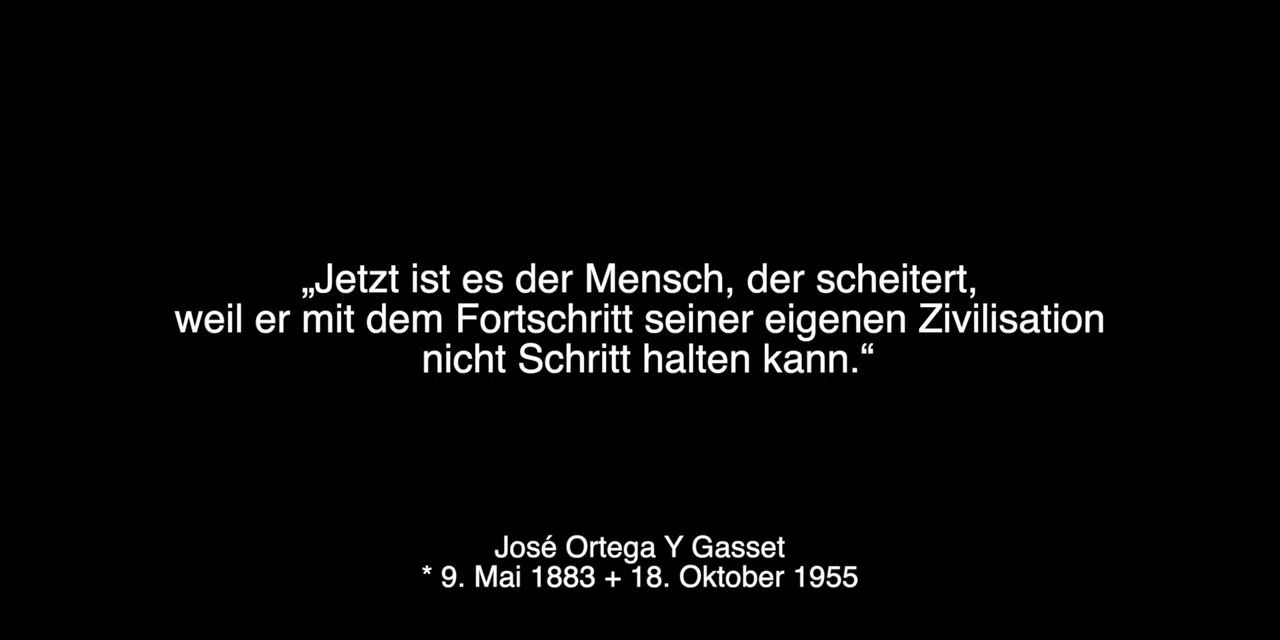 „Jetzt ist es der Mensch, der scheitert,
weil er mit dem Fortschritt seiner eigenen Zivilisation
nicht Schritt halten kann.“
José Ortega Y Gasset
* 9. Mai 1883 + 18. Oktober 1955